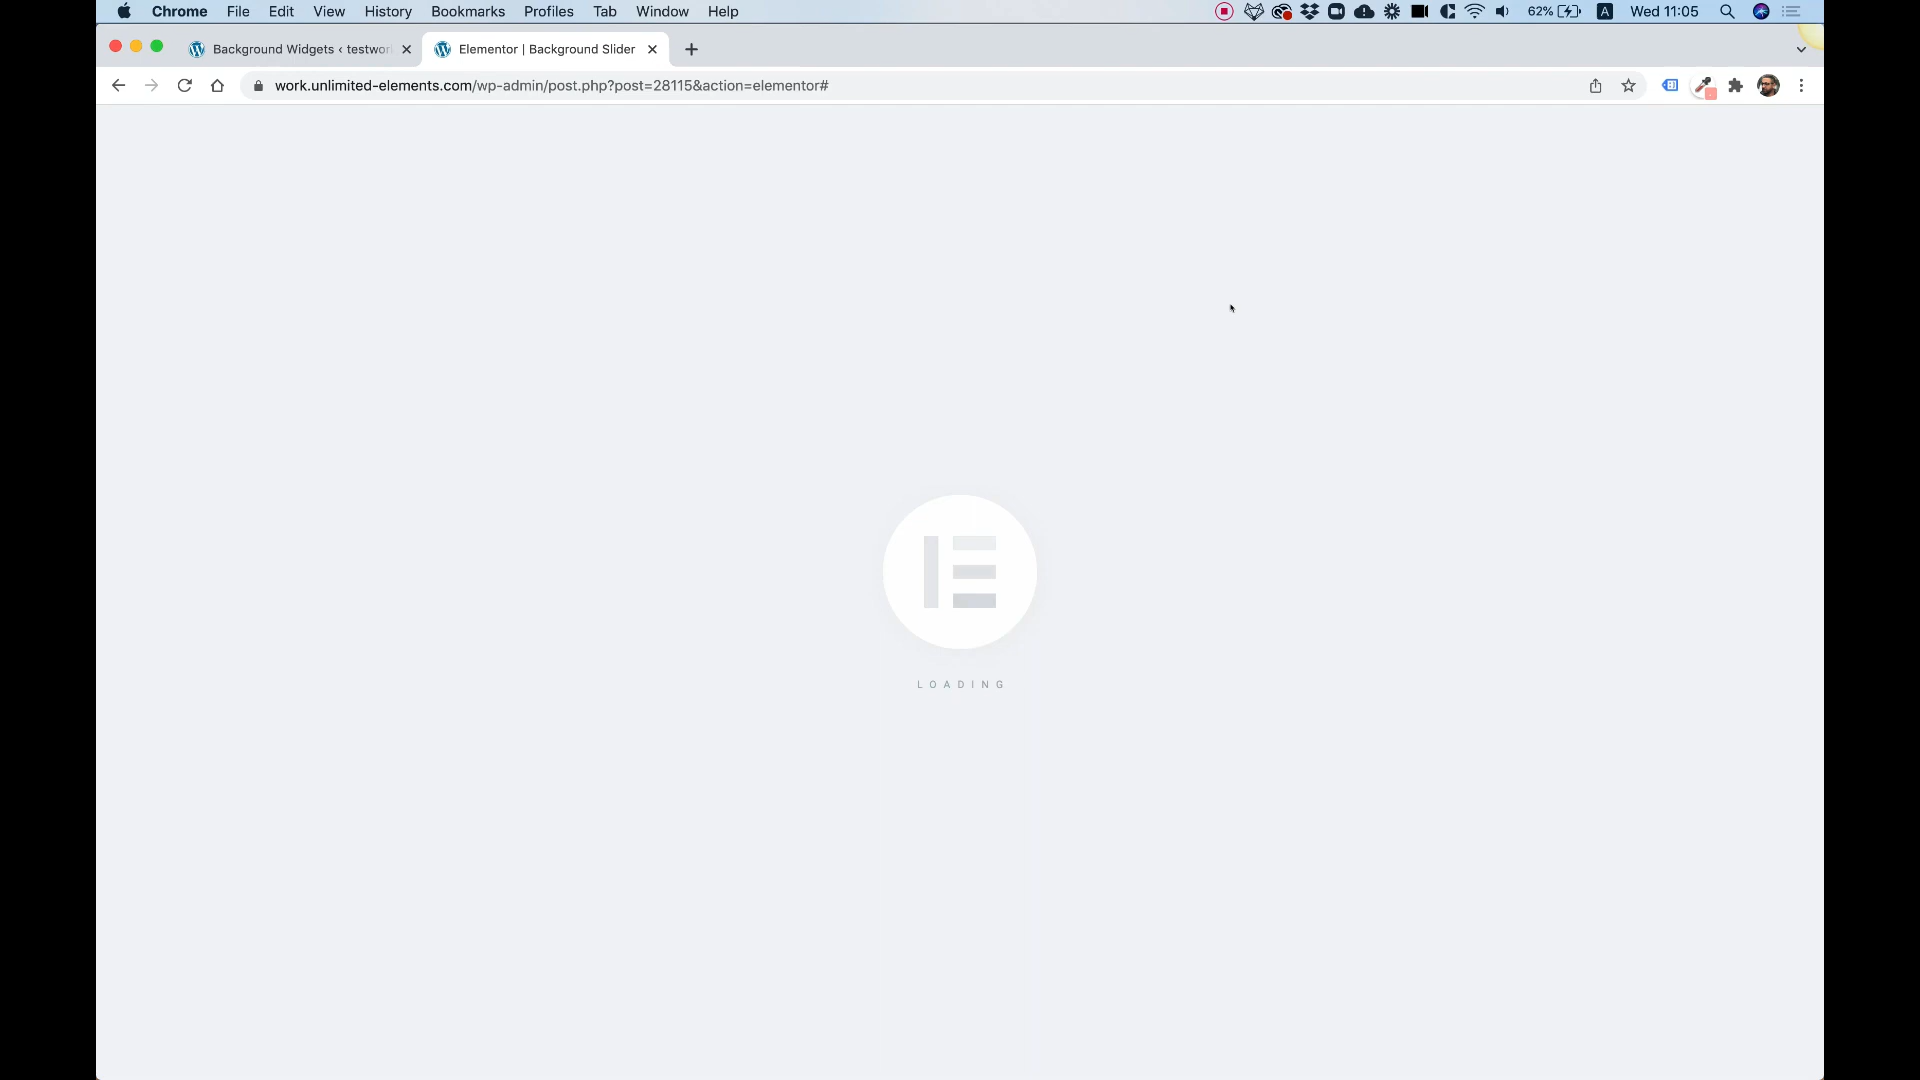 Chrome File Edit View History Bookmarks Profiles Tab Window Help 62% A Wed 11:05
Background Widgets ‹ testwor
Elementor | Background Slider
work.unlimited-elements.com/wp-admin/post.php?post=28115&action=elementor#
LOADING